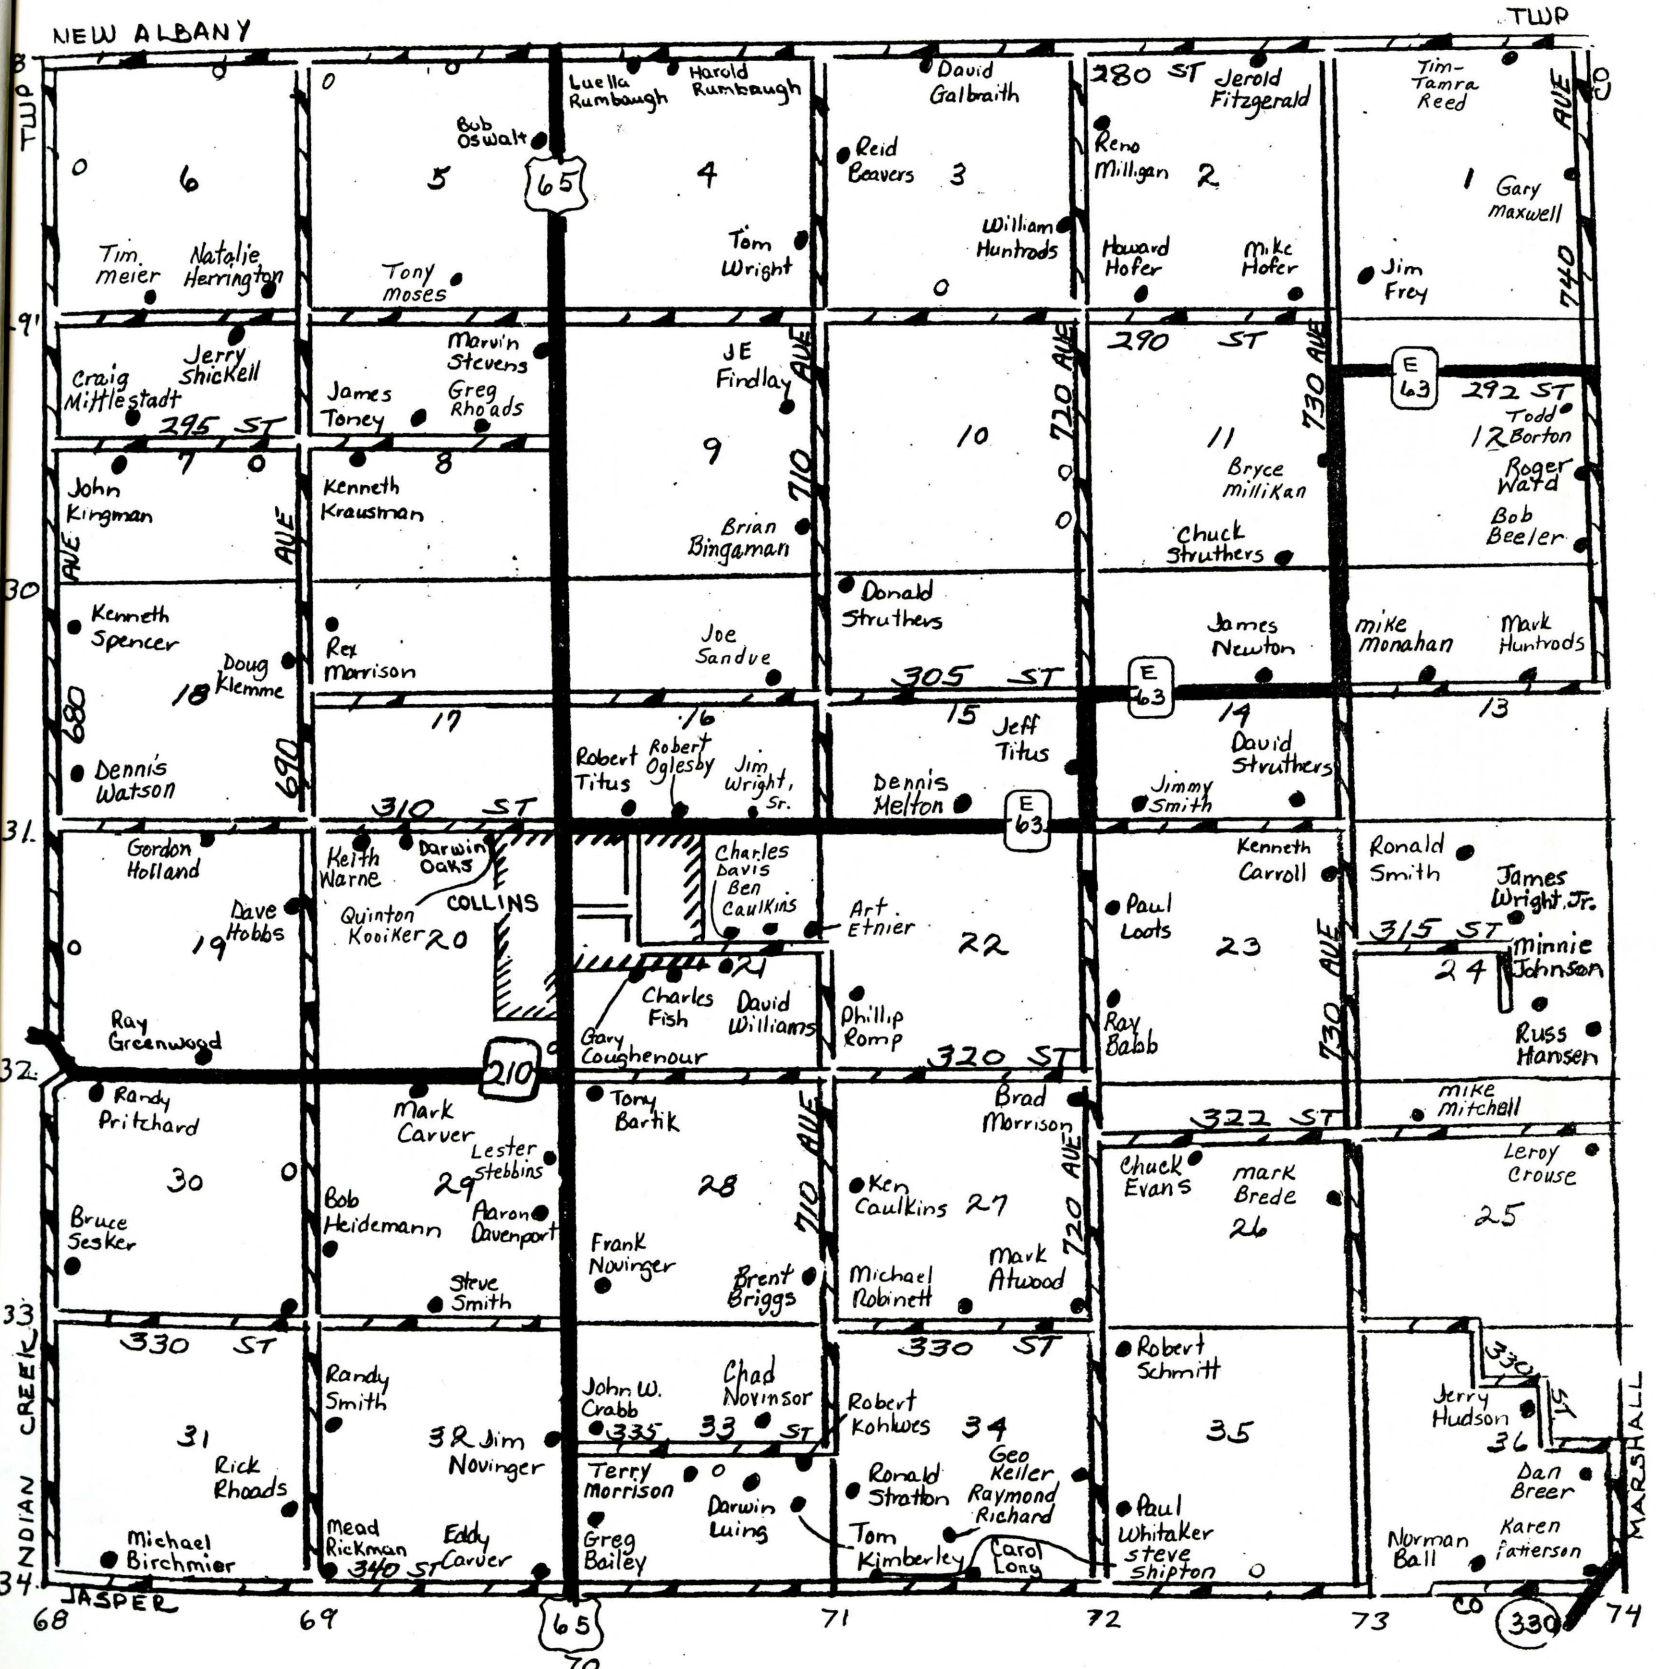 NEW ALBANY
TWP
TWP
CO
280 ST
AVE
740
Luella
Rumbaugh
Harold
Rumbaugh
David
Galbraith
Jerold
Fitzgerald
Tim-
Tamra
Reed
Bob
Oswalt
65
Reid
Beavers
Reno
Milligan
6
5
4
3
2
1
Gary
Maxwell
Tim
Meier
Natalie
Herrington
Tony
Moses
Tom
Wright
William
Huntrods
Howard
Hofer
Mike
Hofer
Jim
Frey
290 ST
Craig
Mittlestadt
Jerry
Shickell
James
Toney
Marvin
Stevens
Greg
Rhoads
JE
Findlay
710 AVE
720 AVE
730 AVE
E
63
292 ST
Todd
Borton
295 ST
7
8
9
10
11
12
John
Kingman
Kenneth
Krausman
Brian
Bingaman
Bryce
Millikan
Chuck
Struthers
Roger
Ward
Bob
Beeler
680 AVE
690 AVE
30
Kenneth
Spencer
Doug
Klemme
Rex
Morrison
Joe
Sandve
Donald
Struthers
James
Newton
Mike
Monahan
Mark
Huntrods
305 ST
E
63
18
17
16
15
14
13
Dennis
Watson
Robert
Titus
Robert
Oglesby
Jim
Wright,
Sr.
Dennis
Melton
Jeff
Titus
Jimmy
Smith
David
Struthers
310 ST
E
63
31
Gordon
Holland
Keith
Warne
Darwin
Oaks
COLLINS
Charles
Davis
Ben
Caulkins
Kenneth
Carroll
Ronald
Smith
James
Wright, Jr.
Dave
Hobbs
Quinton
Kooiker
Art
Etnier
Paul
Loots
315 ST
Minnie
Johnson
19
20
21
22
23
24
Ray
Greenwood
Gary
Coughenour
Charles
Fish
David
Williams
Phillip
Romp
Ray
Babb
730 AVE
Russ
Hansen
32
210
320 ST
Randy
Pritchard
Mark
Carver
Tony
Bartik
Brad
Morrison
Mike
Mitchell
322 ST
Lester
Stebbins
Chuck
Evans
Mark
Brede
Leroy
Crouse
30
29
28
27
26
25
710 AVE
720 AVE
Bruce
Sesker
Bob
Heidemann
Aaron
Davenport
Ken
Caulkins
Steve
Smith
Frank
Novinger
Brent
Briggs
Michael
Robinett
Mark
Atwood
33
330 ST
330 ST
330 ST
Randy
Smith
John W.
Crabb
Chad
Novinsor
Robert
Kohlwes
Robert
Schmitt
Jerry
Hudson
335 ST
31
32
33
34
35
36
Rick
Rhoads
Jim
Novinger
Terry
Morrison
Darwin
Luing
Ronald
Stratton
Geo
Keiler
Raymond
Richard
Dan
Breer
Michael
Birchmier
Mead
Rickman
Eddy
Carver
Greg
Bailey
Tom
Kimberley
Carol
Long
Paul
Whitaker
Steve
Shipton
Norman
Ball
Karen
Patterson
INDIAN CREEK
MARSHALL
34
340 ST
JASPER
CO
68
69
65
70
71
72
73
330
74